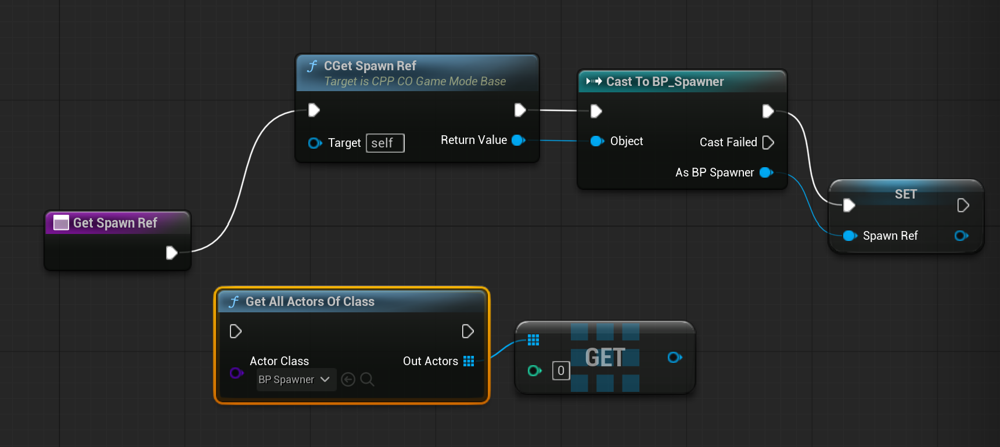 CGet Spawn Ref
Target is CPP CO Game Mode Base
Target self
Return Value
Cast To BP_Spawner
Object
Cast Failed
As BP Spawner
SET
Spawn Ref
Get Spawn Ref
Get All Actors Of Class
Actor Class
BP Spawner
Out Actors
GET
0